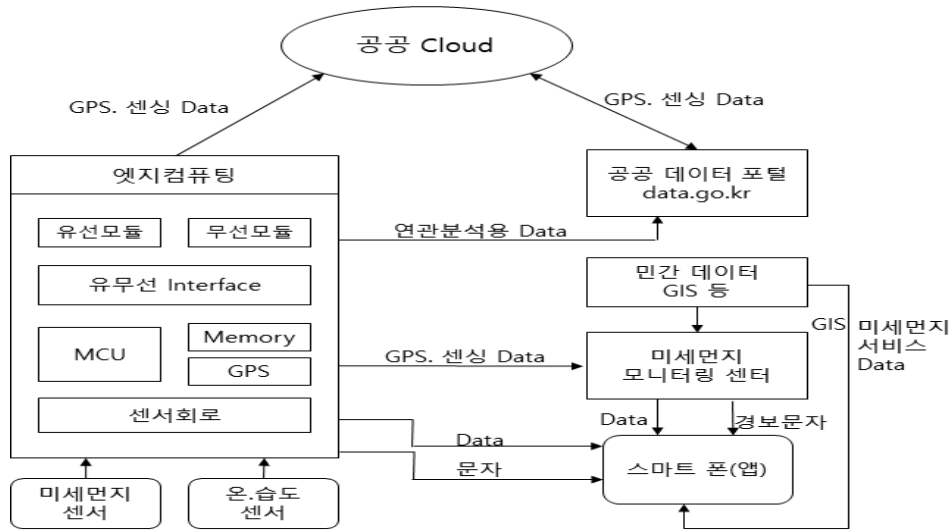 공공 Cloud
GPS. 센싱 Data
GPS. 센싱 Data
엣지컴퓨팅
유선모듈
무선모듈
유무선 Interface
MCU
Memory
GPS
센서회로
미세먼지
센서
온.습도
센서
연관분석용 Data
GPS. 센싱 Data
Data
문자
공공 데이터 포털
data.go.kr
민간 데이터
GIS 등
미세먼지
모니터링 센터
GIS
미세먼지
서비스
Data
Data
경보문자
스마트 폰(앱)